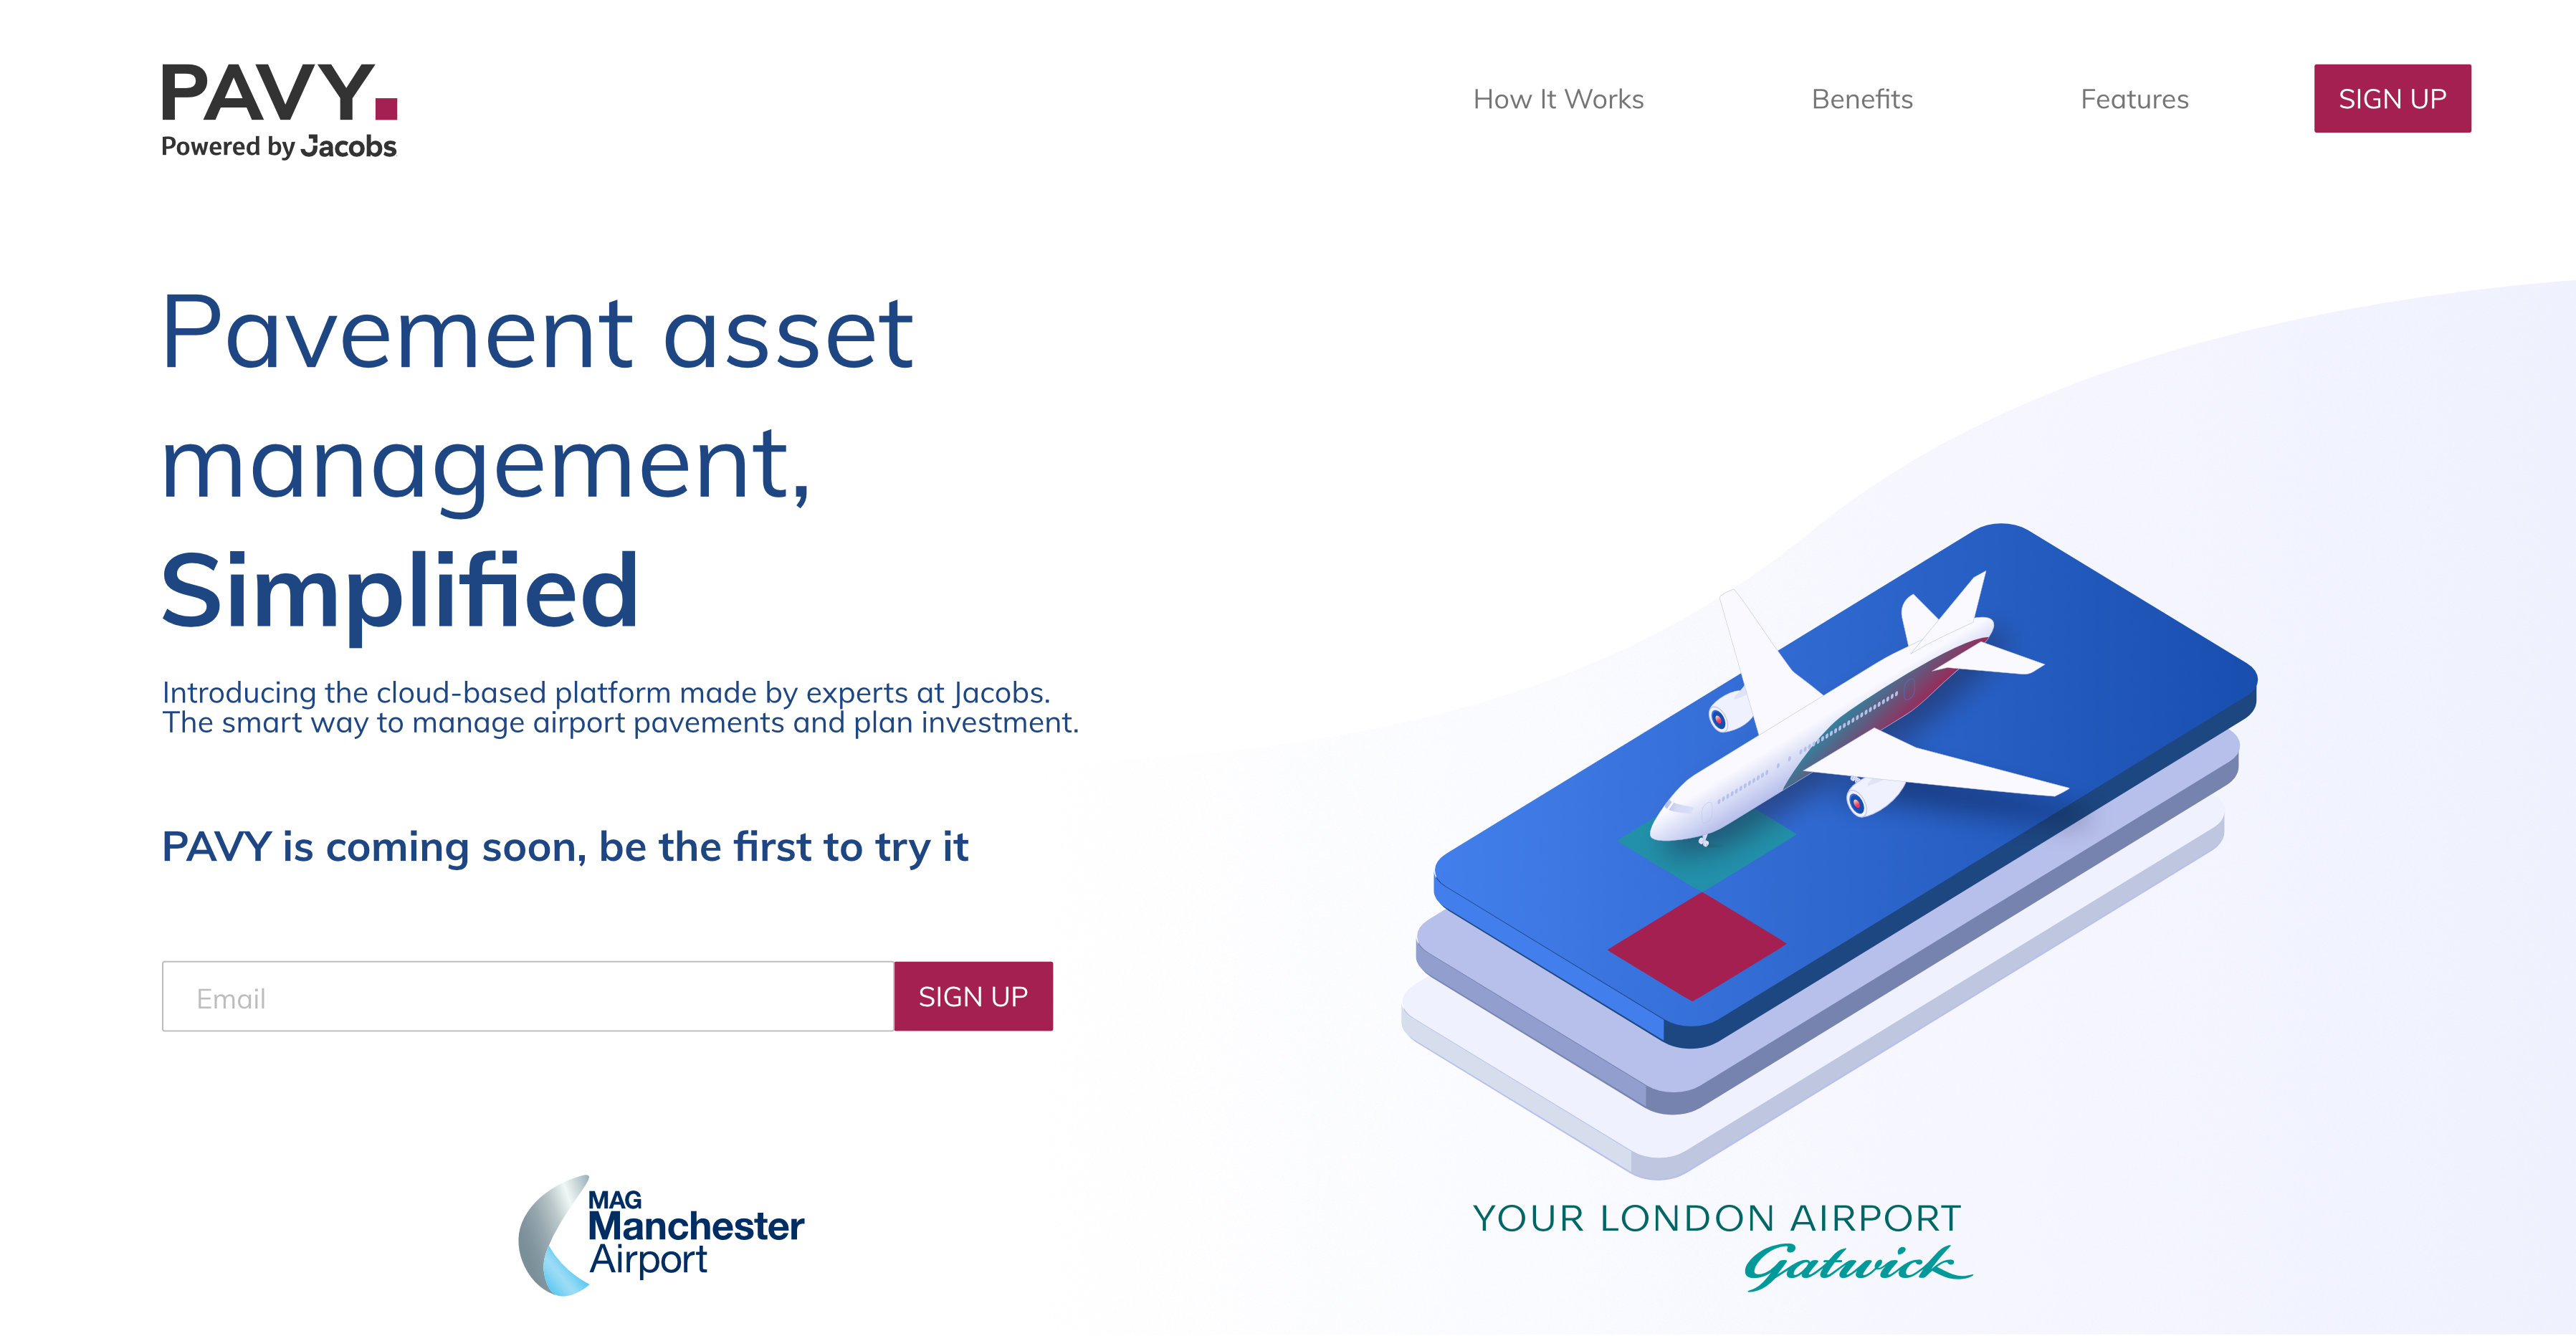 PAVY.
Powered by Jacobs
How It Works
Benefits
Features
SIGN UP
Pavement asset
management,
Simplified
Introducing the cloud-based platform made by experts at Jacobs.
The smart way to manage airport pavements and plan investment.
PAVY is coming soon, be the first to try it
Email
SIGN UP
MAG
Manchester
Airport
YOUR LONDON AIRPORT
Gatwick